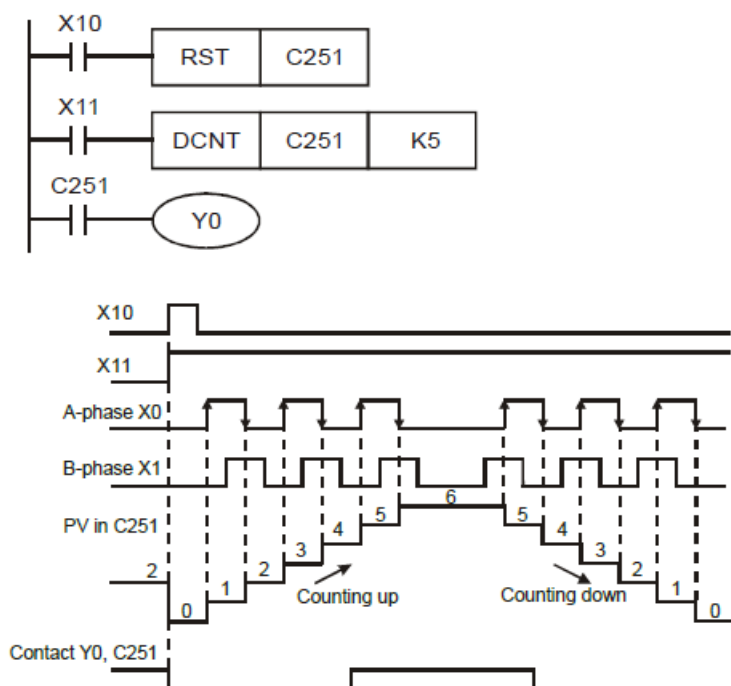 X10
RST C251
X11
DCNT C251 K5
C251
Y0
X10
X11
A-phase X0
B-phase X1
PV in C251
6
5 5
4 4
3 3
2 2 2
1 1
0 0
Counting up Counting down
Contact Y0, C251